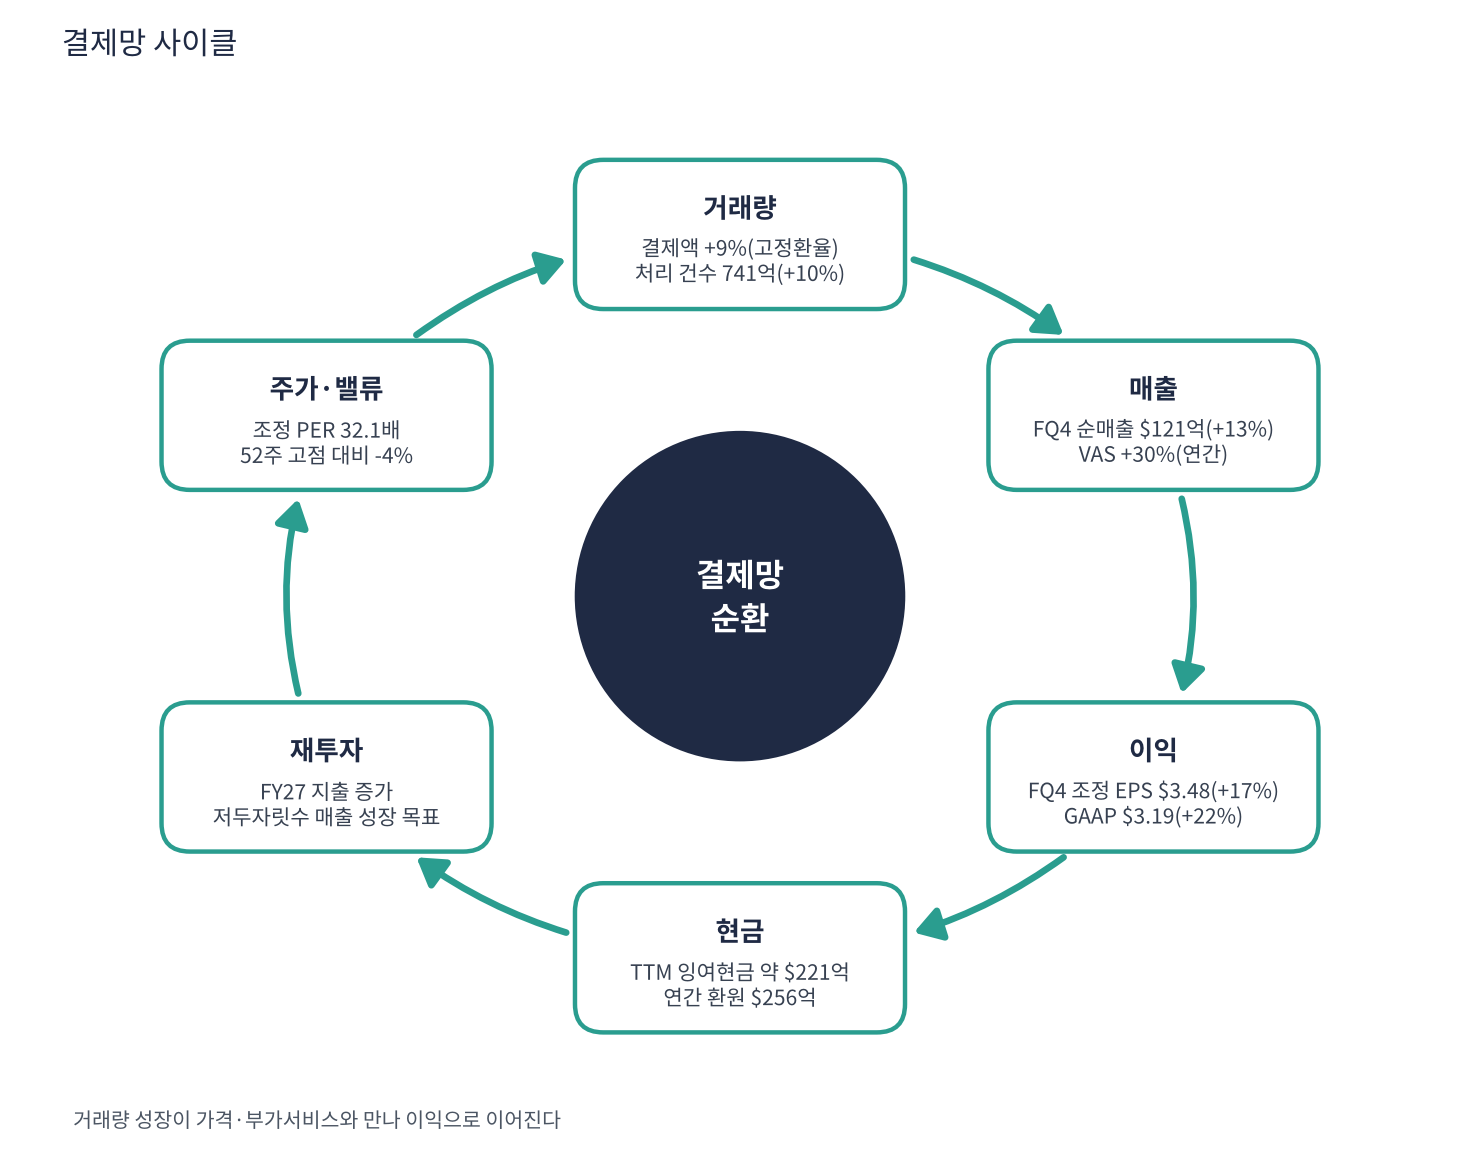 결제망 사이클
거래량
결제액 +9%(고정환율)
처리 건수 741억(+10%)
주가·밸류
조정 PER 32.1배
52주 고점 대비 -4%
매출
FQ4 순매출 $121억(+13%)
VAS +30%(연간)
결제망
순환
재투자
FY27 지출 증가
저두자릿수 매출 성장 목표
이익
FQ4 조정 EPS $3.48(+17%)
GAAP $3.19(+22%)
현금
TTM 잉여현금 약 $221억
연간 환원 $256억
거래량 성장이 가격·부가서비스와 만나 이익으로 이어진다